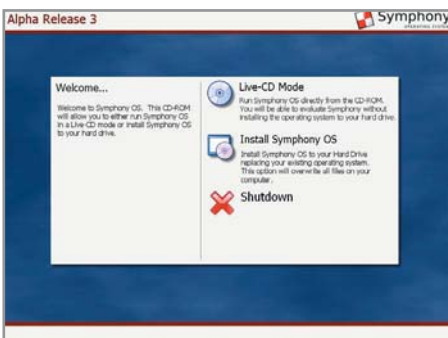 Alpha Release 3
Symphony
OPERATING SYSTEM
Welcome...
Welcome to Symphony OS. This CD-ROM
will allow you to either run Symphony OS
in a Live-CD mode or install Symphony OS
to your hard drive.
Live-CD Mode
Run Symphony OS directly from the CD-ROM.
You will be able to evaluate Symphony without
installing the operating system to your hard drive.
Install Symphony OS
Install Symphony OS to your Hard Drive
replacing your existing operating system.
This option will overwrite all files on your
computer.
Shutdown